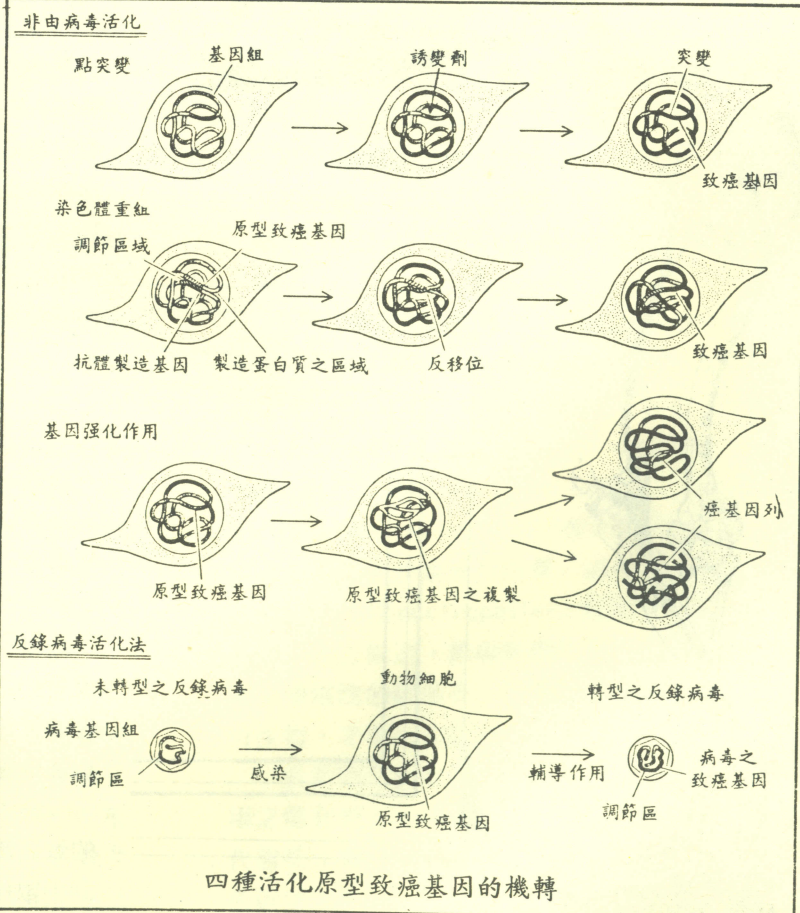 非由病毒活化
點突變
基因組
誘變劑
突變
致癌基因
染色體重組
調節區域
原型致癌基因
抗體製造基因
製造蛋白質之區域
反移位
致癌基因
基因强化作用
原型致癌基因
原型致癌基因之複製
癌基因列
反錄病毒活化法
未轉型之反錄病毒
動物細胞
轉型之反錄病毒
病毒基因組
調節區
感染
原型致癌基因
輔導作用
病毒之
致癌基因
調節區
四種活化原型致癌基因的機轉